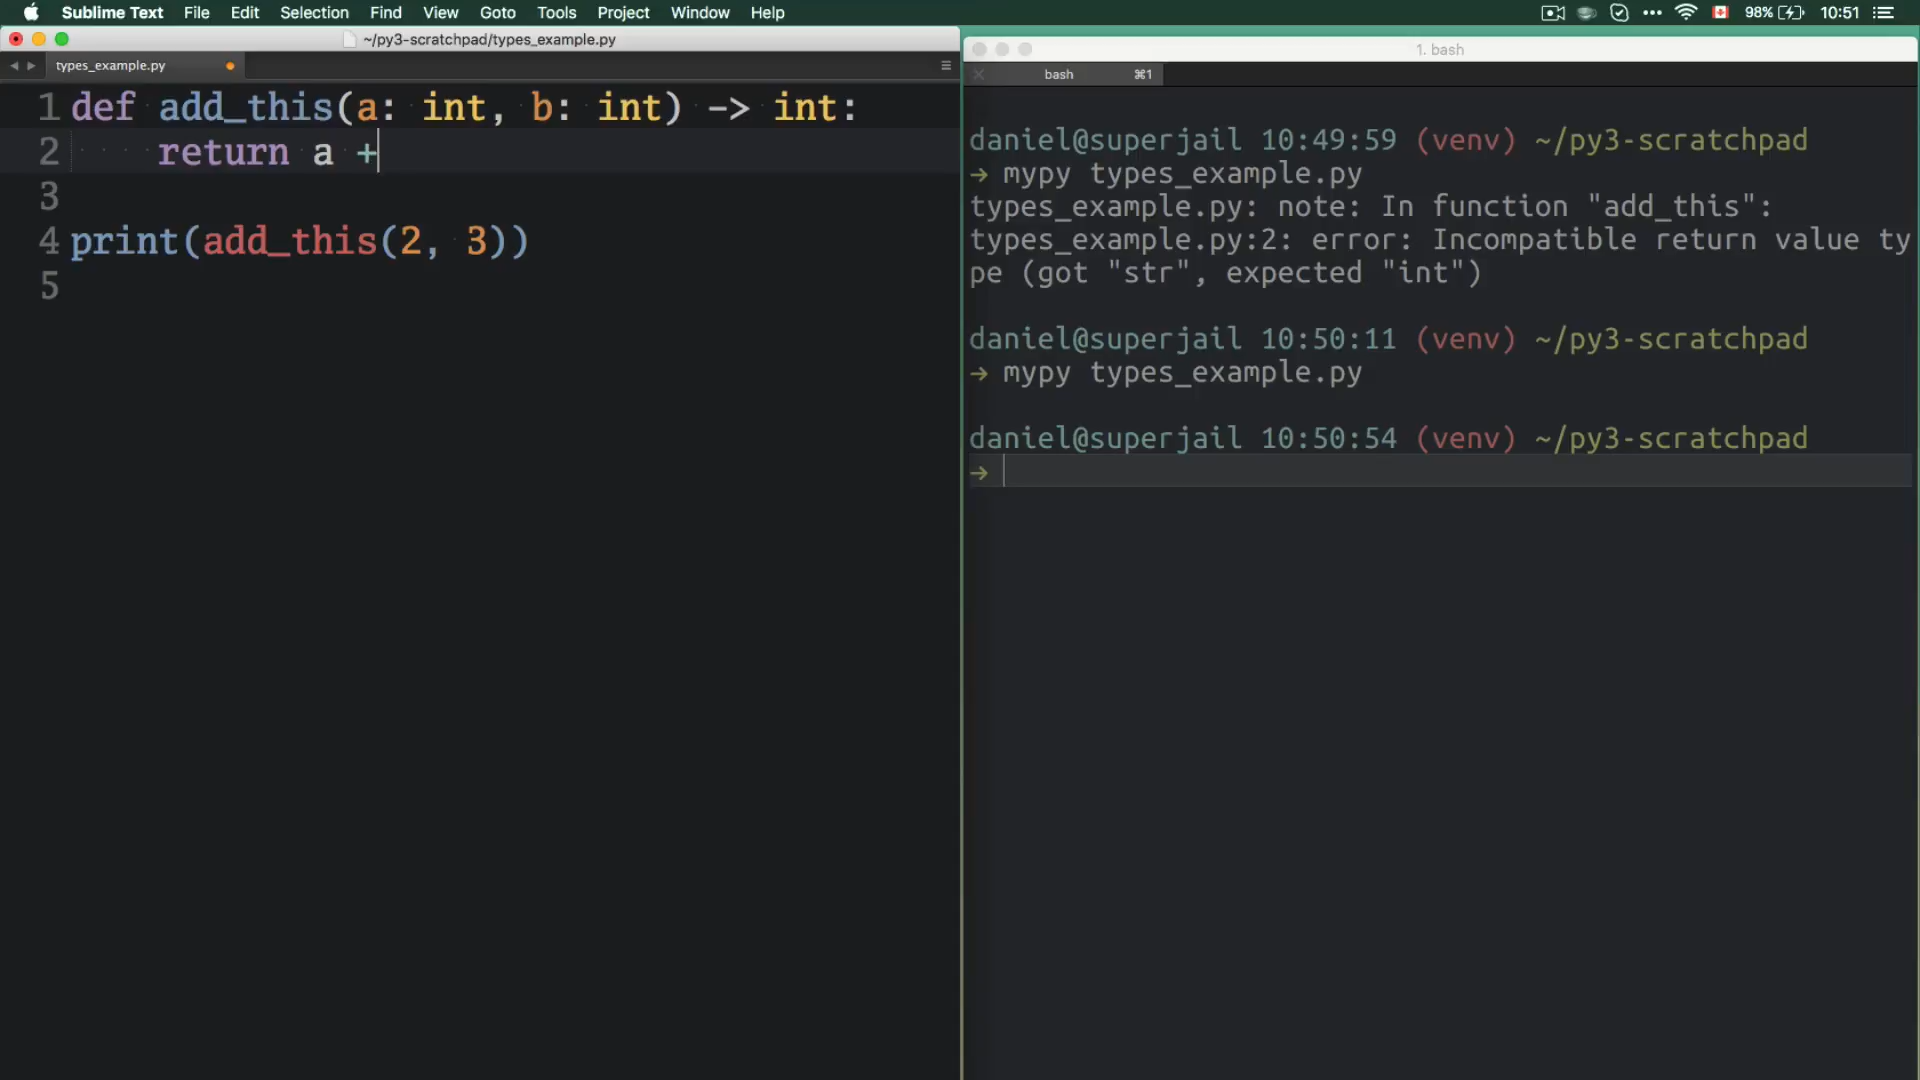 Sublime Text File Edit Selection Find View Goto Tools Project Window Help 98% 10:51
~/py3-scratchpad/types_example.py
types_example.py
1 def add_this(a: int, b: int) -> int:
2     return a +
3
4 print(add_this(2, 3))
5
1. bash
bash ⌘1
daniel@superjail 10:49:59 (venv) ~/py3-scratchpad
→ mypy types_example.py
types_example.py: note: In function "add_this":
types_example.py:2: error: Incompatible return value ty
pe (got "str", expected "int")
daniel@superjail 10:50:11 (venv) ~/py3-scratchpad
→ mypy types_example.py
daniel@superjail 10:50:54 (venv) ~/py3-scratchpad
→